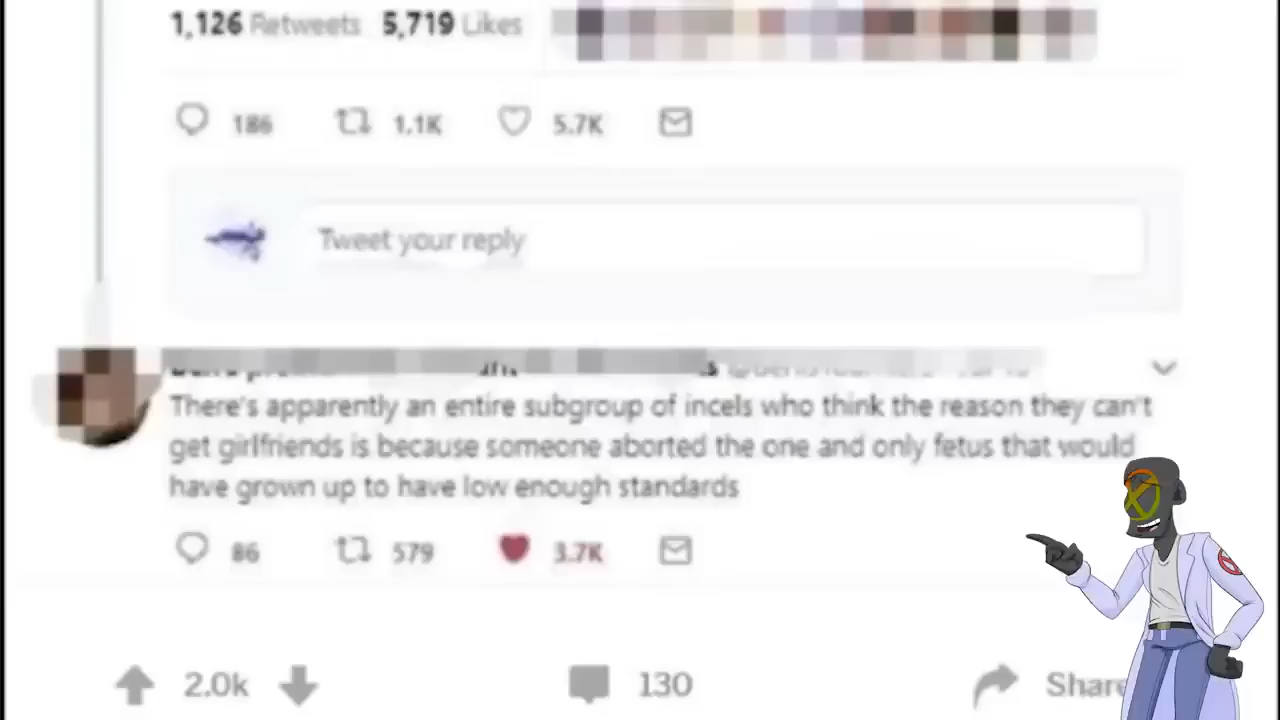 1,126 Retweets 5,719 Likes
186 1.1K 5.7K
Tweet your reply
There's apparently an entire subgroup of incels who think the reason they can't
get girlfriends is because someone aborted the one and only fetus that would
have grown up to have low enough standards
86 579 3.7K
2.0k 130 Share